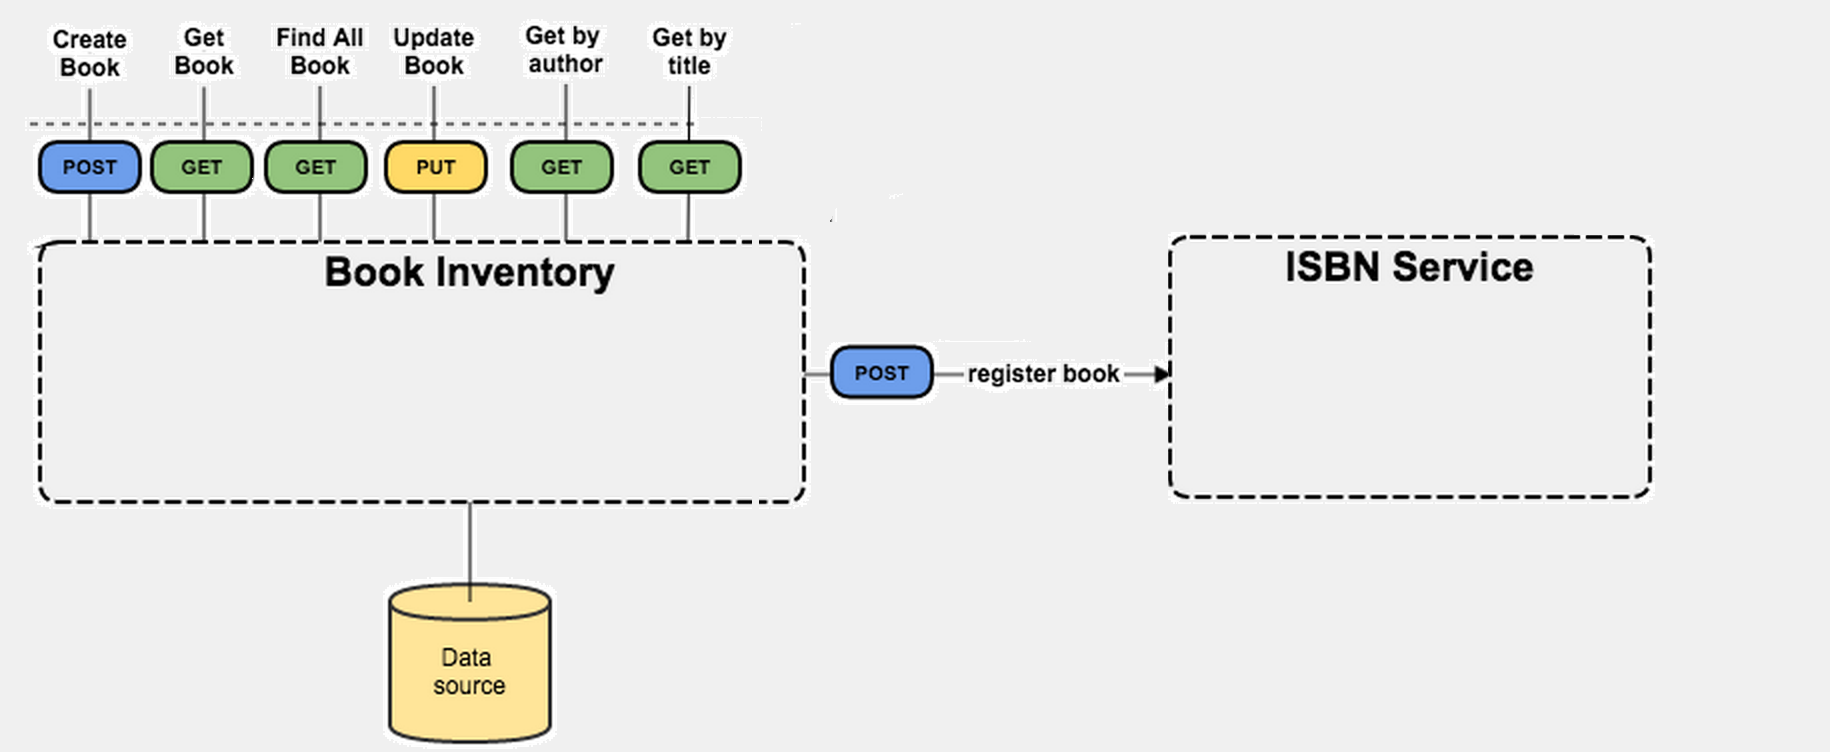 Create
Book
Get
Book
Find All
Book
Update
Book
Get by
author
Get by
title
POST
GET
GET
PUT
GET
GET
Book Inventory
ISBN Service
POST
register book
Data
source